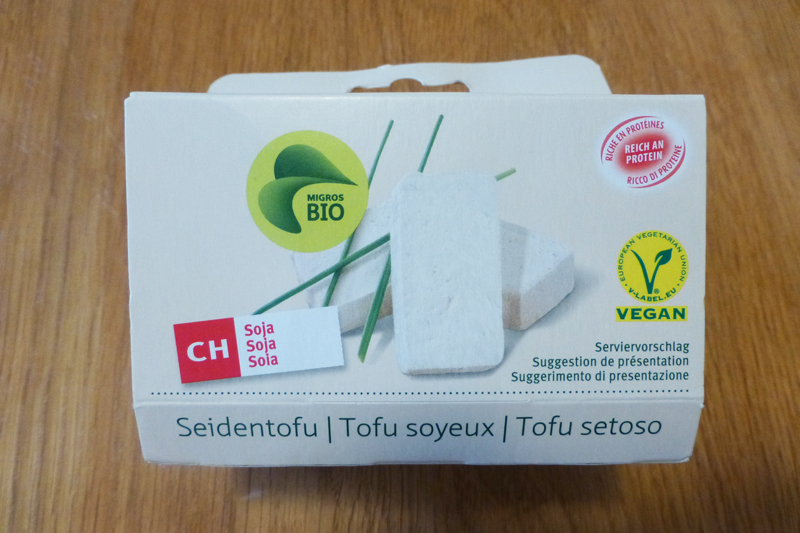 MIGROS
BIO
RICHE EN PROTÉINES
REICH AN
PROTEIN
RICCO DI PROTEINE
EUROPEAN VEGETARIAN UNION
V-LABEL.EU
VEGAN
CH
Soja
Soja
Soia
Serviervorschlag
Suggestion de présentation
Suggerimento di presentazione
Seidentofu | Tofu soyeux | Tofu setoso